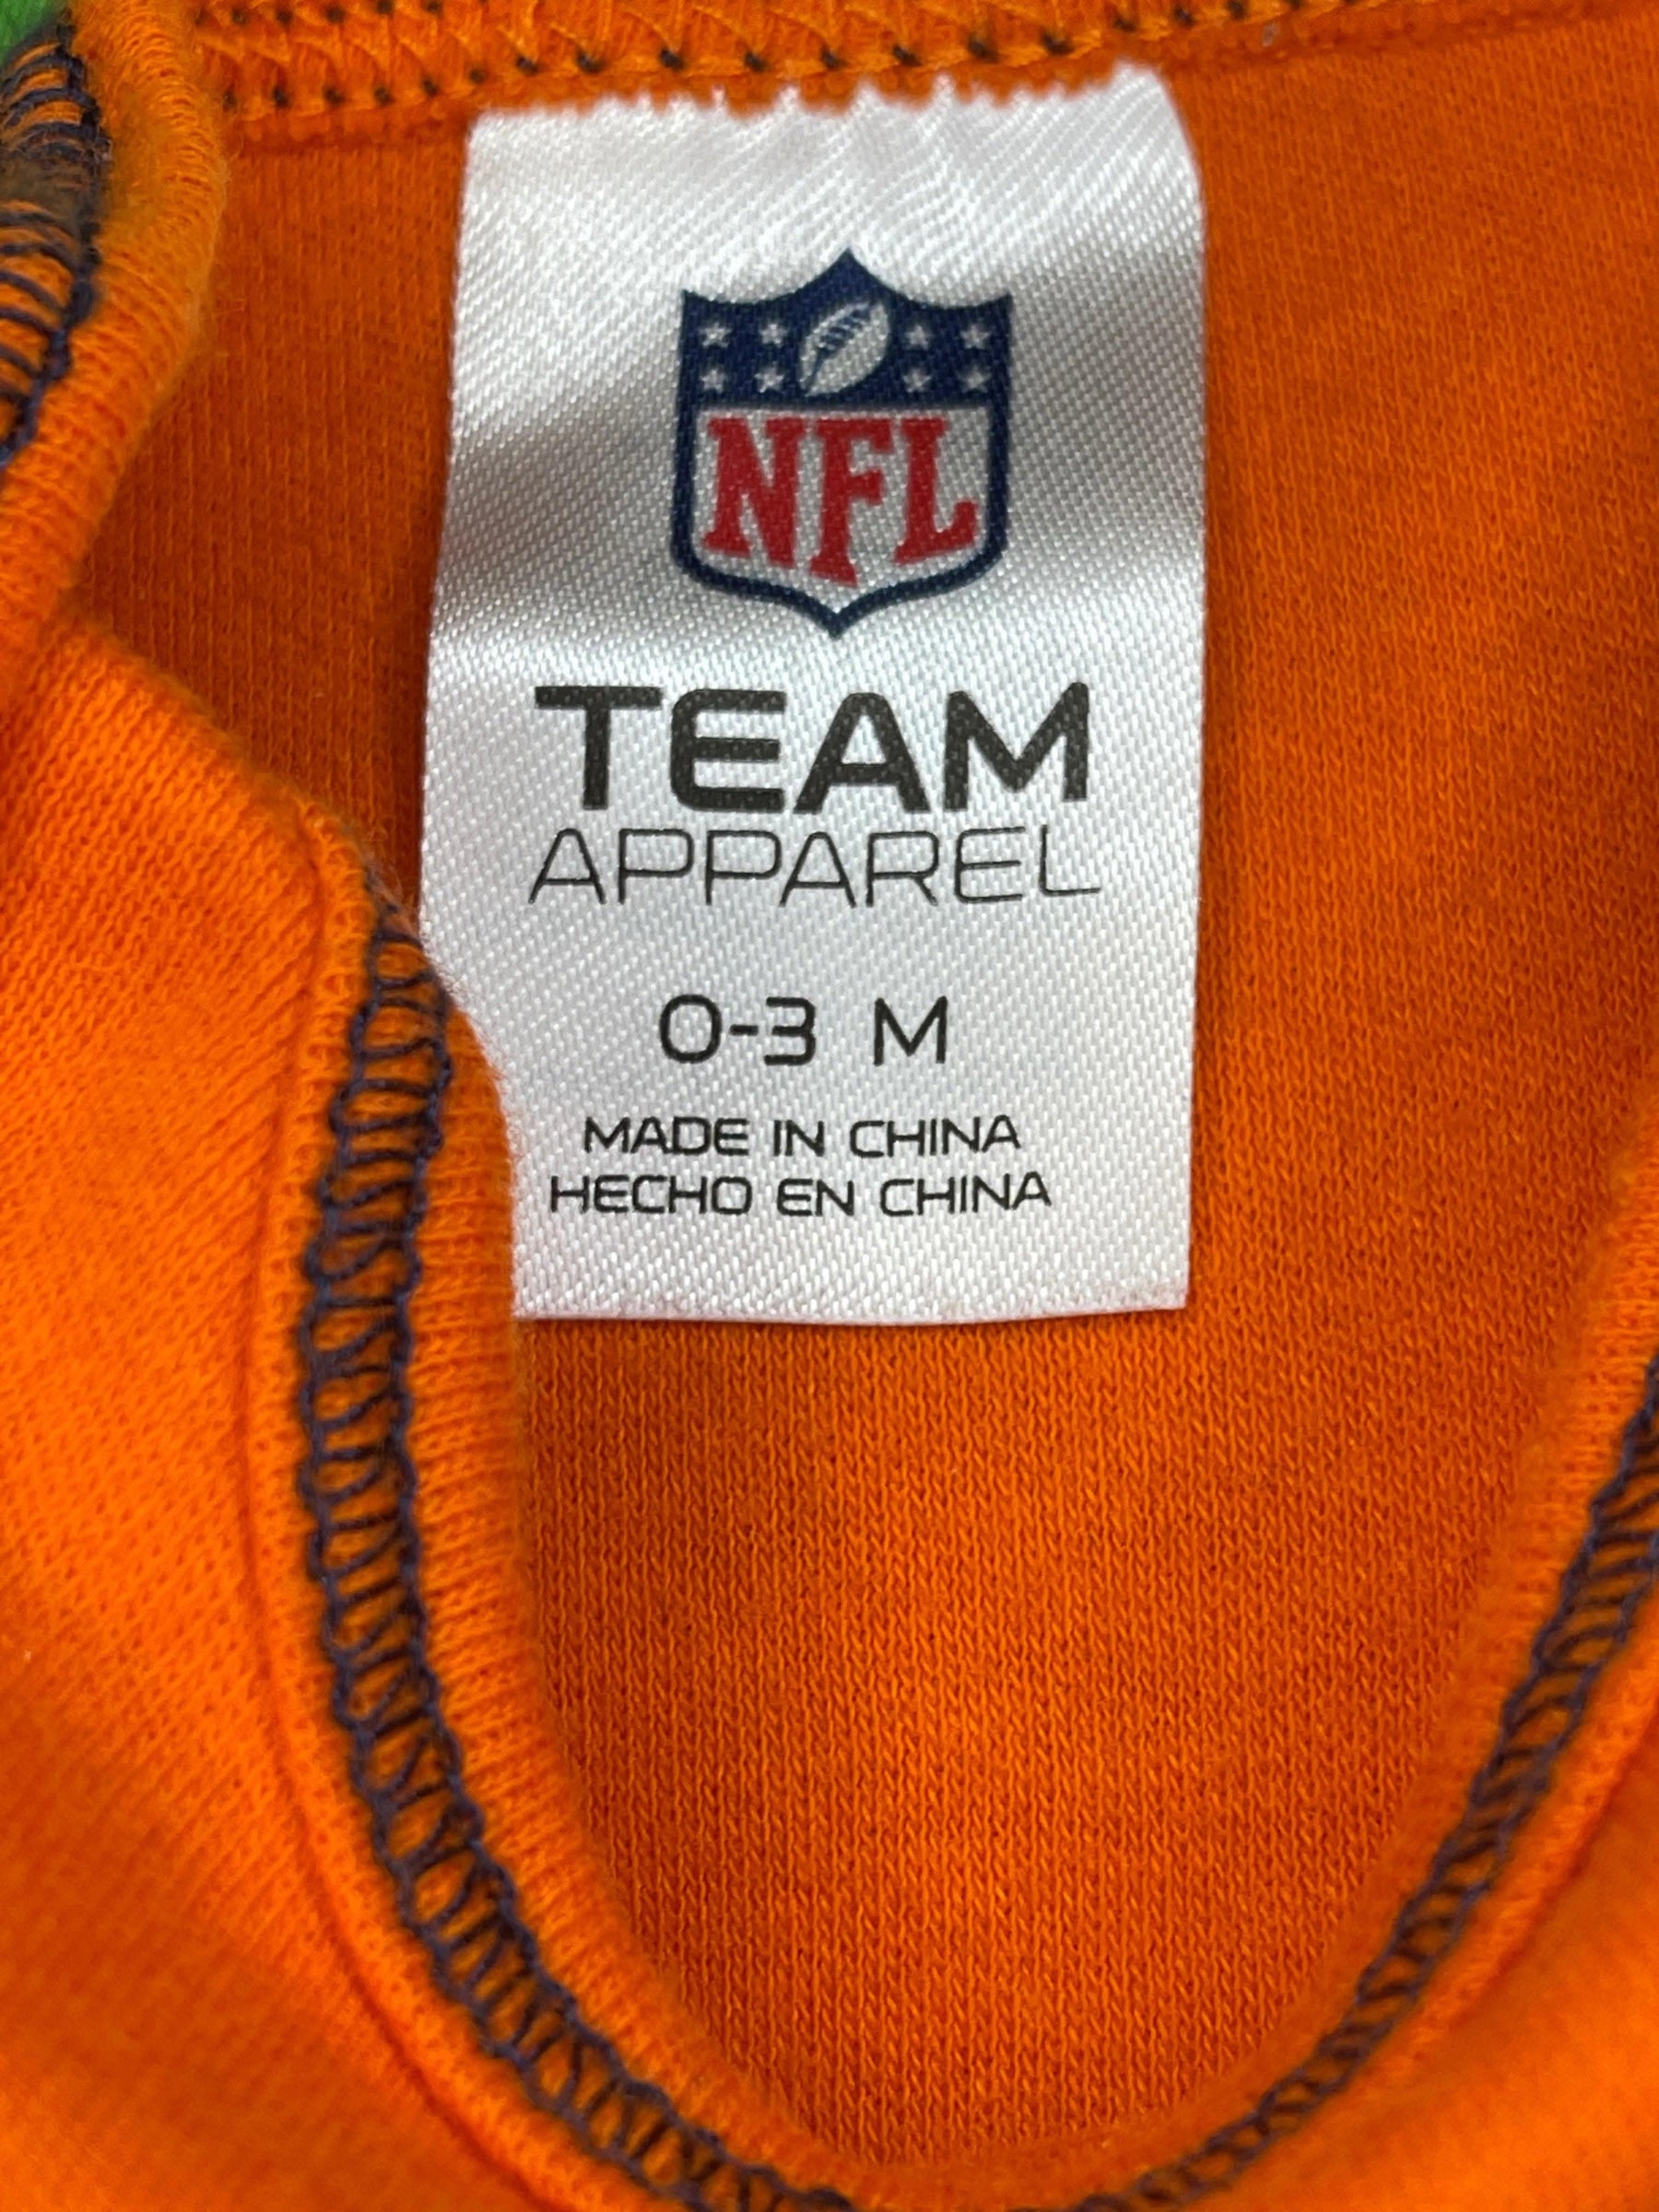 NFL
TEAM
APPAREL
0-3 M
MADE IN CHINA
HECHO EN CHINA